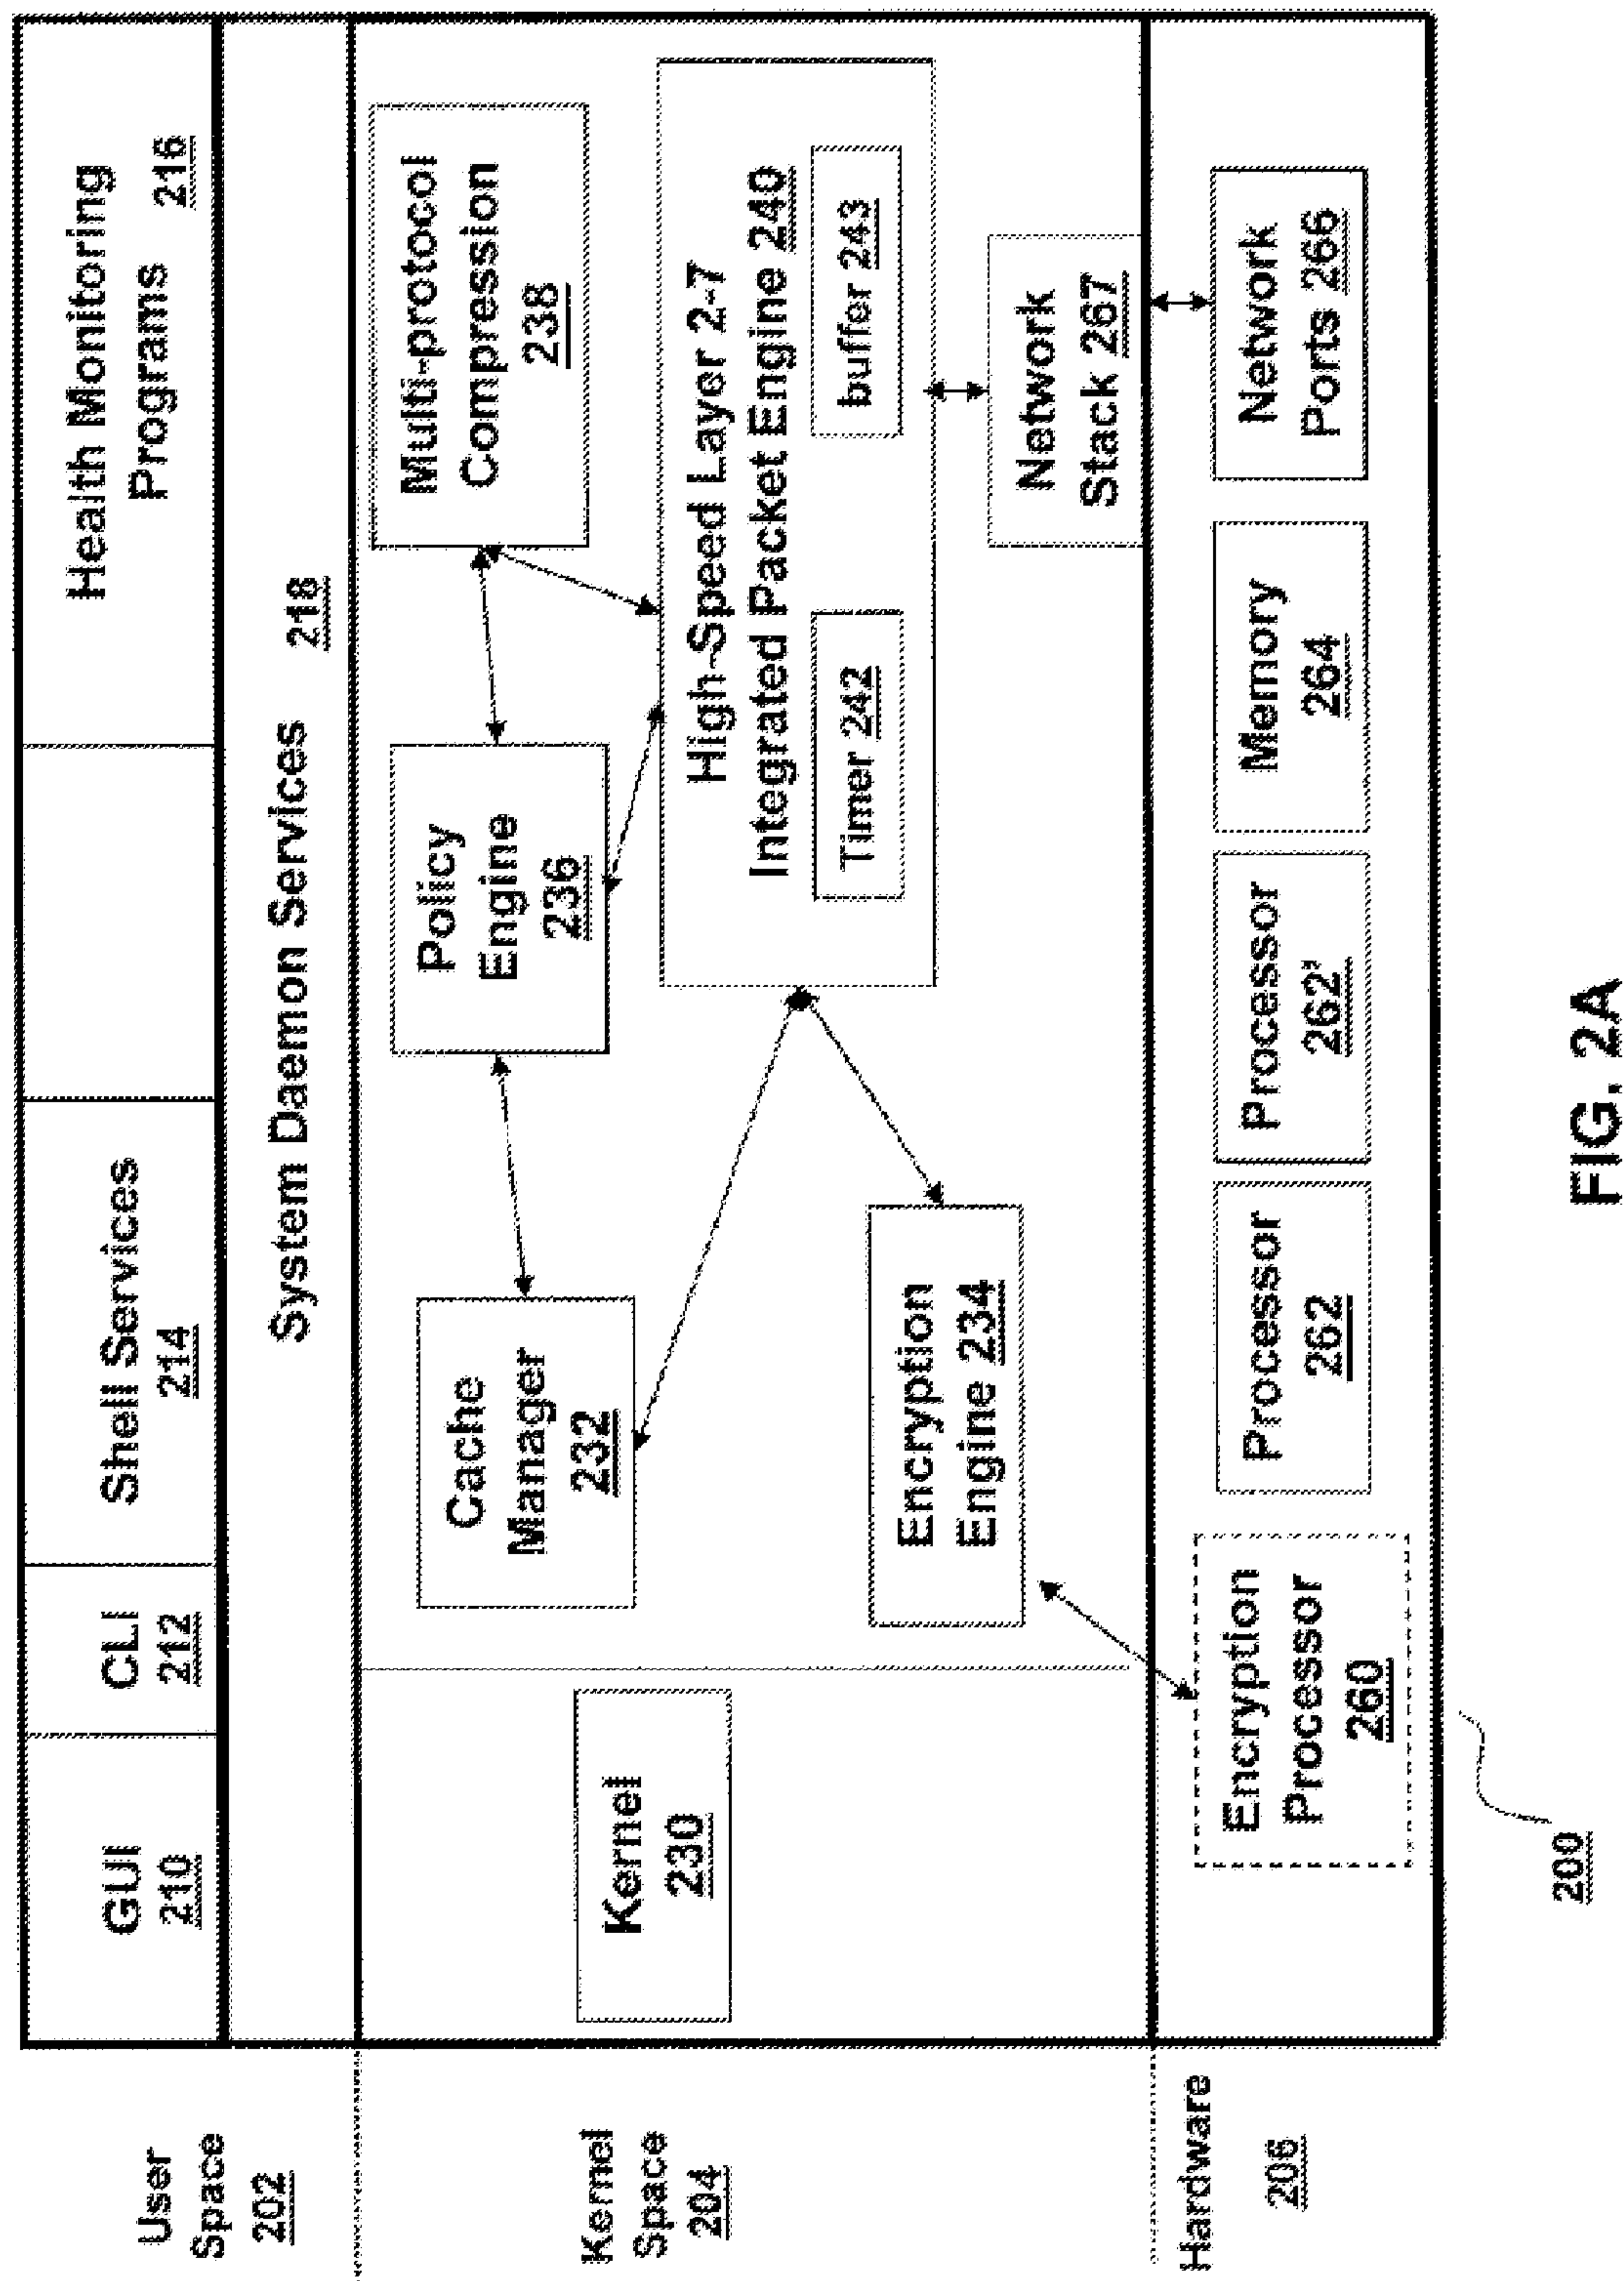 User
Space
202
GUI
210
CLI
212
Shell Services
214
Health Monitoring
Programs 216
System Daemon Services 218
Kernel
Space
204
Kernel
230
Cache
Manager
232
Policy
Engine
236
Multi-protocol
Compression
238
High-Speed Layer 2-7
Integrated Packet Engine 240
Timer 242
buffer 243
Encryption
Engine 234
Network
Stack 267
Hardware
206
Encryption
Processor
260
Processor
262
Processor
262'
Memory
264
Network
Ports 266
200
FIG. 2A